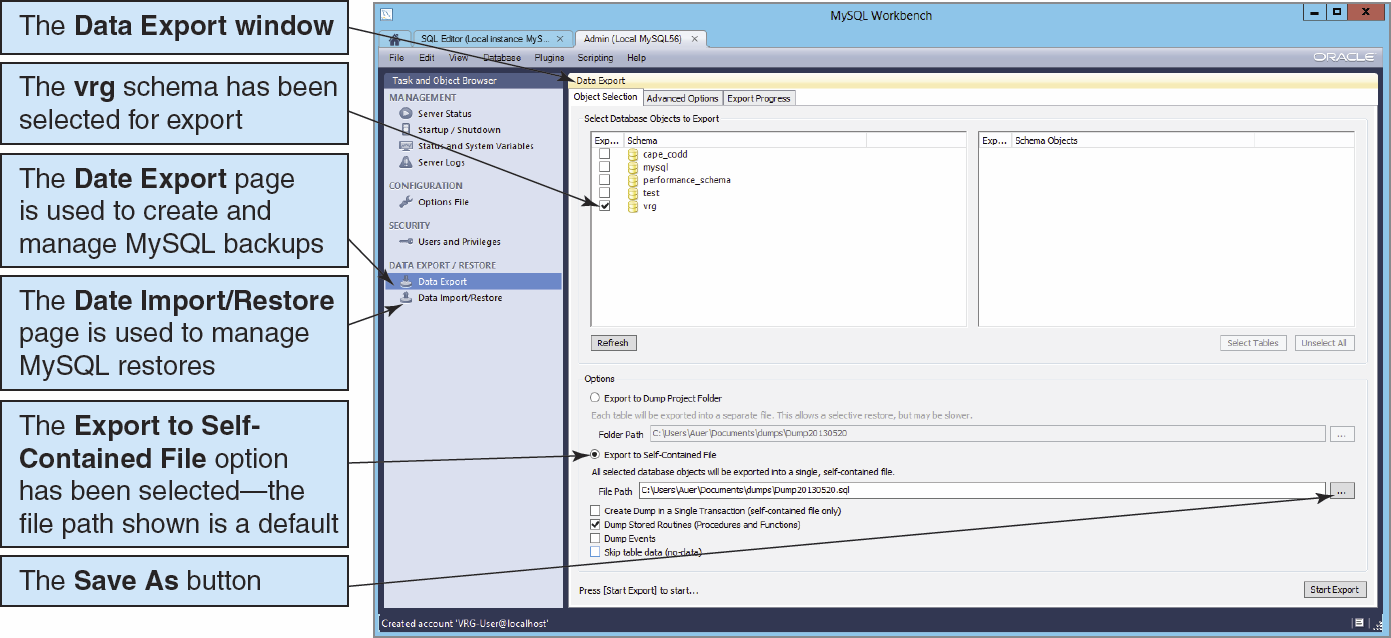 The Data Export window
The vrg schema has been
selected for export
The Date Export page
is used to create and
manage MySQL backups
The Date Import/Restore
page is used to manage
MySQL restores
The Export to Self-
Contained File option
has been selected—the
file path shown is a default
The Save As button
MySQL Workbench
SQL Editor (Local instance MyS... ×
Admin (Local MySQL56) ×
File Edit View Database Plugins Scripting Help
ORACLE
Task and Object Browser
MANAGEMENT
Server Status
Startup / Shutdown
Status and System Variables
Server Logs
CONFIGURATION
Options File
SECURITY
Users and Privileges
DATA EXPORT / RESTORE
Data Export
Data Import/Restore
Data Export
Object Selection Advanced Options Export Progress
Select Database Objects to Export
Exp... Schema
cape_codd
mysql
performance_schema
test
vrg
Exp... Schema Objects
Refresh
Select Tables Unselect All
Options
Export to Dump Project Folder
Each table will be exported into a separate file. This allows a selective restore, but may be slower.
Folder Path C:\Users\Auer\Documents\dumps\Dump20130520 ...
Export to Self-Contained File
All selected database objects will be exported into a single, self-contained file.
File Path C:\Users\Auer\Documents\dumps\Dump20130520.sql ...
Create Dump in a Single Transaction (self-contained file only)
Dump Stored Routines (Procedures and Functions)
Dump Events
Skip table data (no-data)
Press [Start Export] to start...
Start Export
Created account 'VRG-User@localhost'